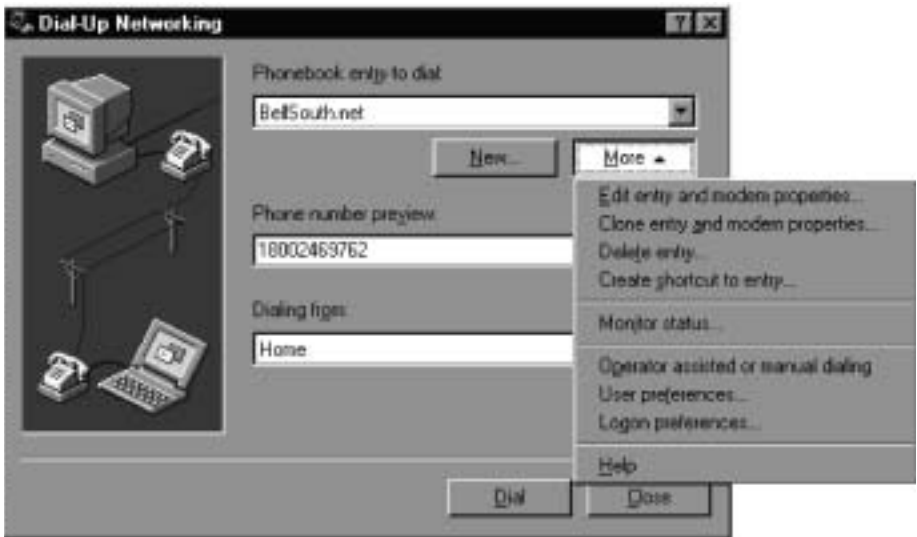 Dial-Up Networking
Phonebook entry to dial:
BellSouth.net
New...
More
Phone number preview:
18002469762
Dialing from:
Home
Edit entry and modem properties...
Clone entry and modem properties...
Delete entry...
Create shortcut to entry...
Monitor status...
Operator assisted or manual dialing
User preferences...
Logon preferences...
Help
Dial
Close